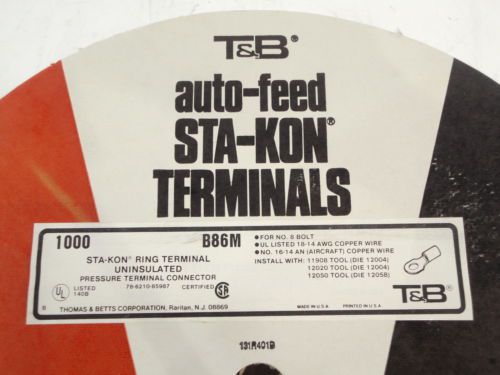 T&B®
auto-feed
STA-KON®
TERMINALS
1000 B86M
STA-KON® RING TERMINAL
UNINSULATED
PRESSURE TERMINAL CONNECTOR
78-6210-85987
UL LISTED 140B
CERTIFIED SA
B THOMAS & BETTS CORPORATION, Raritan, N.J. 08869
•FOR NO. 8 BOLT
•UL LISTED 18-14 AWG COPPER WIRE
•NO. 16-14 AN (AIRCRAFT) COPPER WIRE
INSTALL WITH: 11908 TOOL (DIE 12004)
12020 TOOL (DIE 12004)
12050 TOOL (DIE 12058)
MADE IN U.S.A. PRINTED IN U.S.A.
T&B®
131R401B